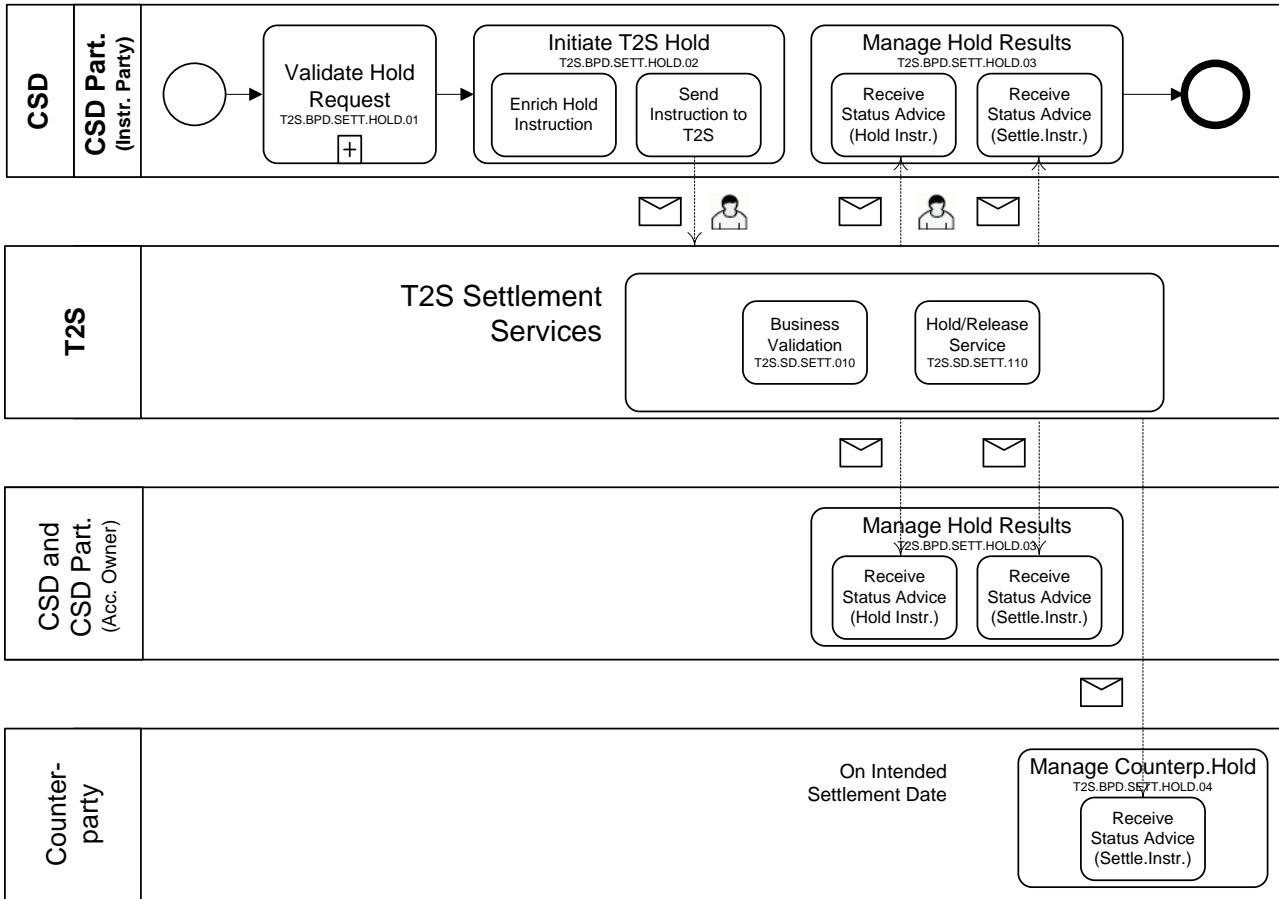 CSD
CSD Part.
(Instr. Party)
Validate Hold
Request
T2S.BPD.SETT.HOLD.01
+
Initiate T2S Hold
T2S.BPD.SETT.HOLD.02
Enrich Hold
Instruction
Send
Instruction to
T2S
Manage Hold Results
T2S.BPD.SETT.HOLD.03
Receive
Status Advice
(Hold Instr.)
Receive
Status Advice
(Settle.Instr.)
T2S
T2S Settlement
Services
Business
Validation
T2S.SD.SETT.010
Hold/Release
Service
T2S.SD.SETT.110
CSD and
CSD Part.
(Acc. Owner)
Manage Hold Results
T2S.BPD.SETT.HOLD.03
Receive
Status Advice
(Hold Instr.)
Receive
Status Advice
(Settle.Instr.)
Counter-
party
On Intended
Settlement Date
Manage Counterp.Hold
T2S.BPD.SETT.HOLD.04
Receive
Status Advice
(Settle.Instr.)